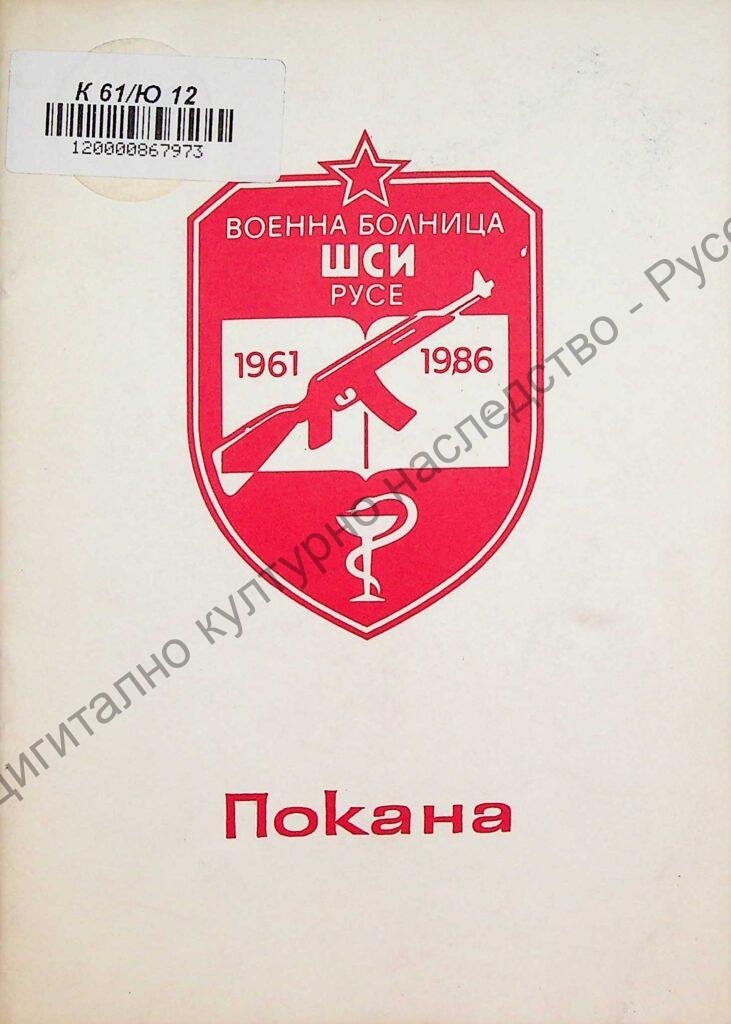 К 61/Ю 12
120000867973
ВОЕННА БОЛНИЦА
ШСИ
РУСЕ
1961 1986
Дигитално културно наследство - Русе
Покана